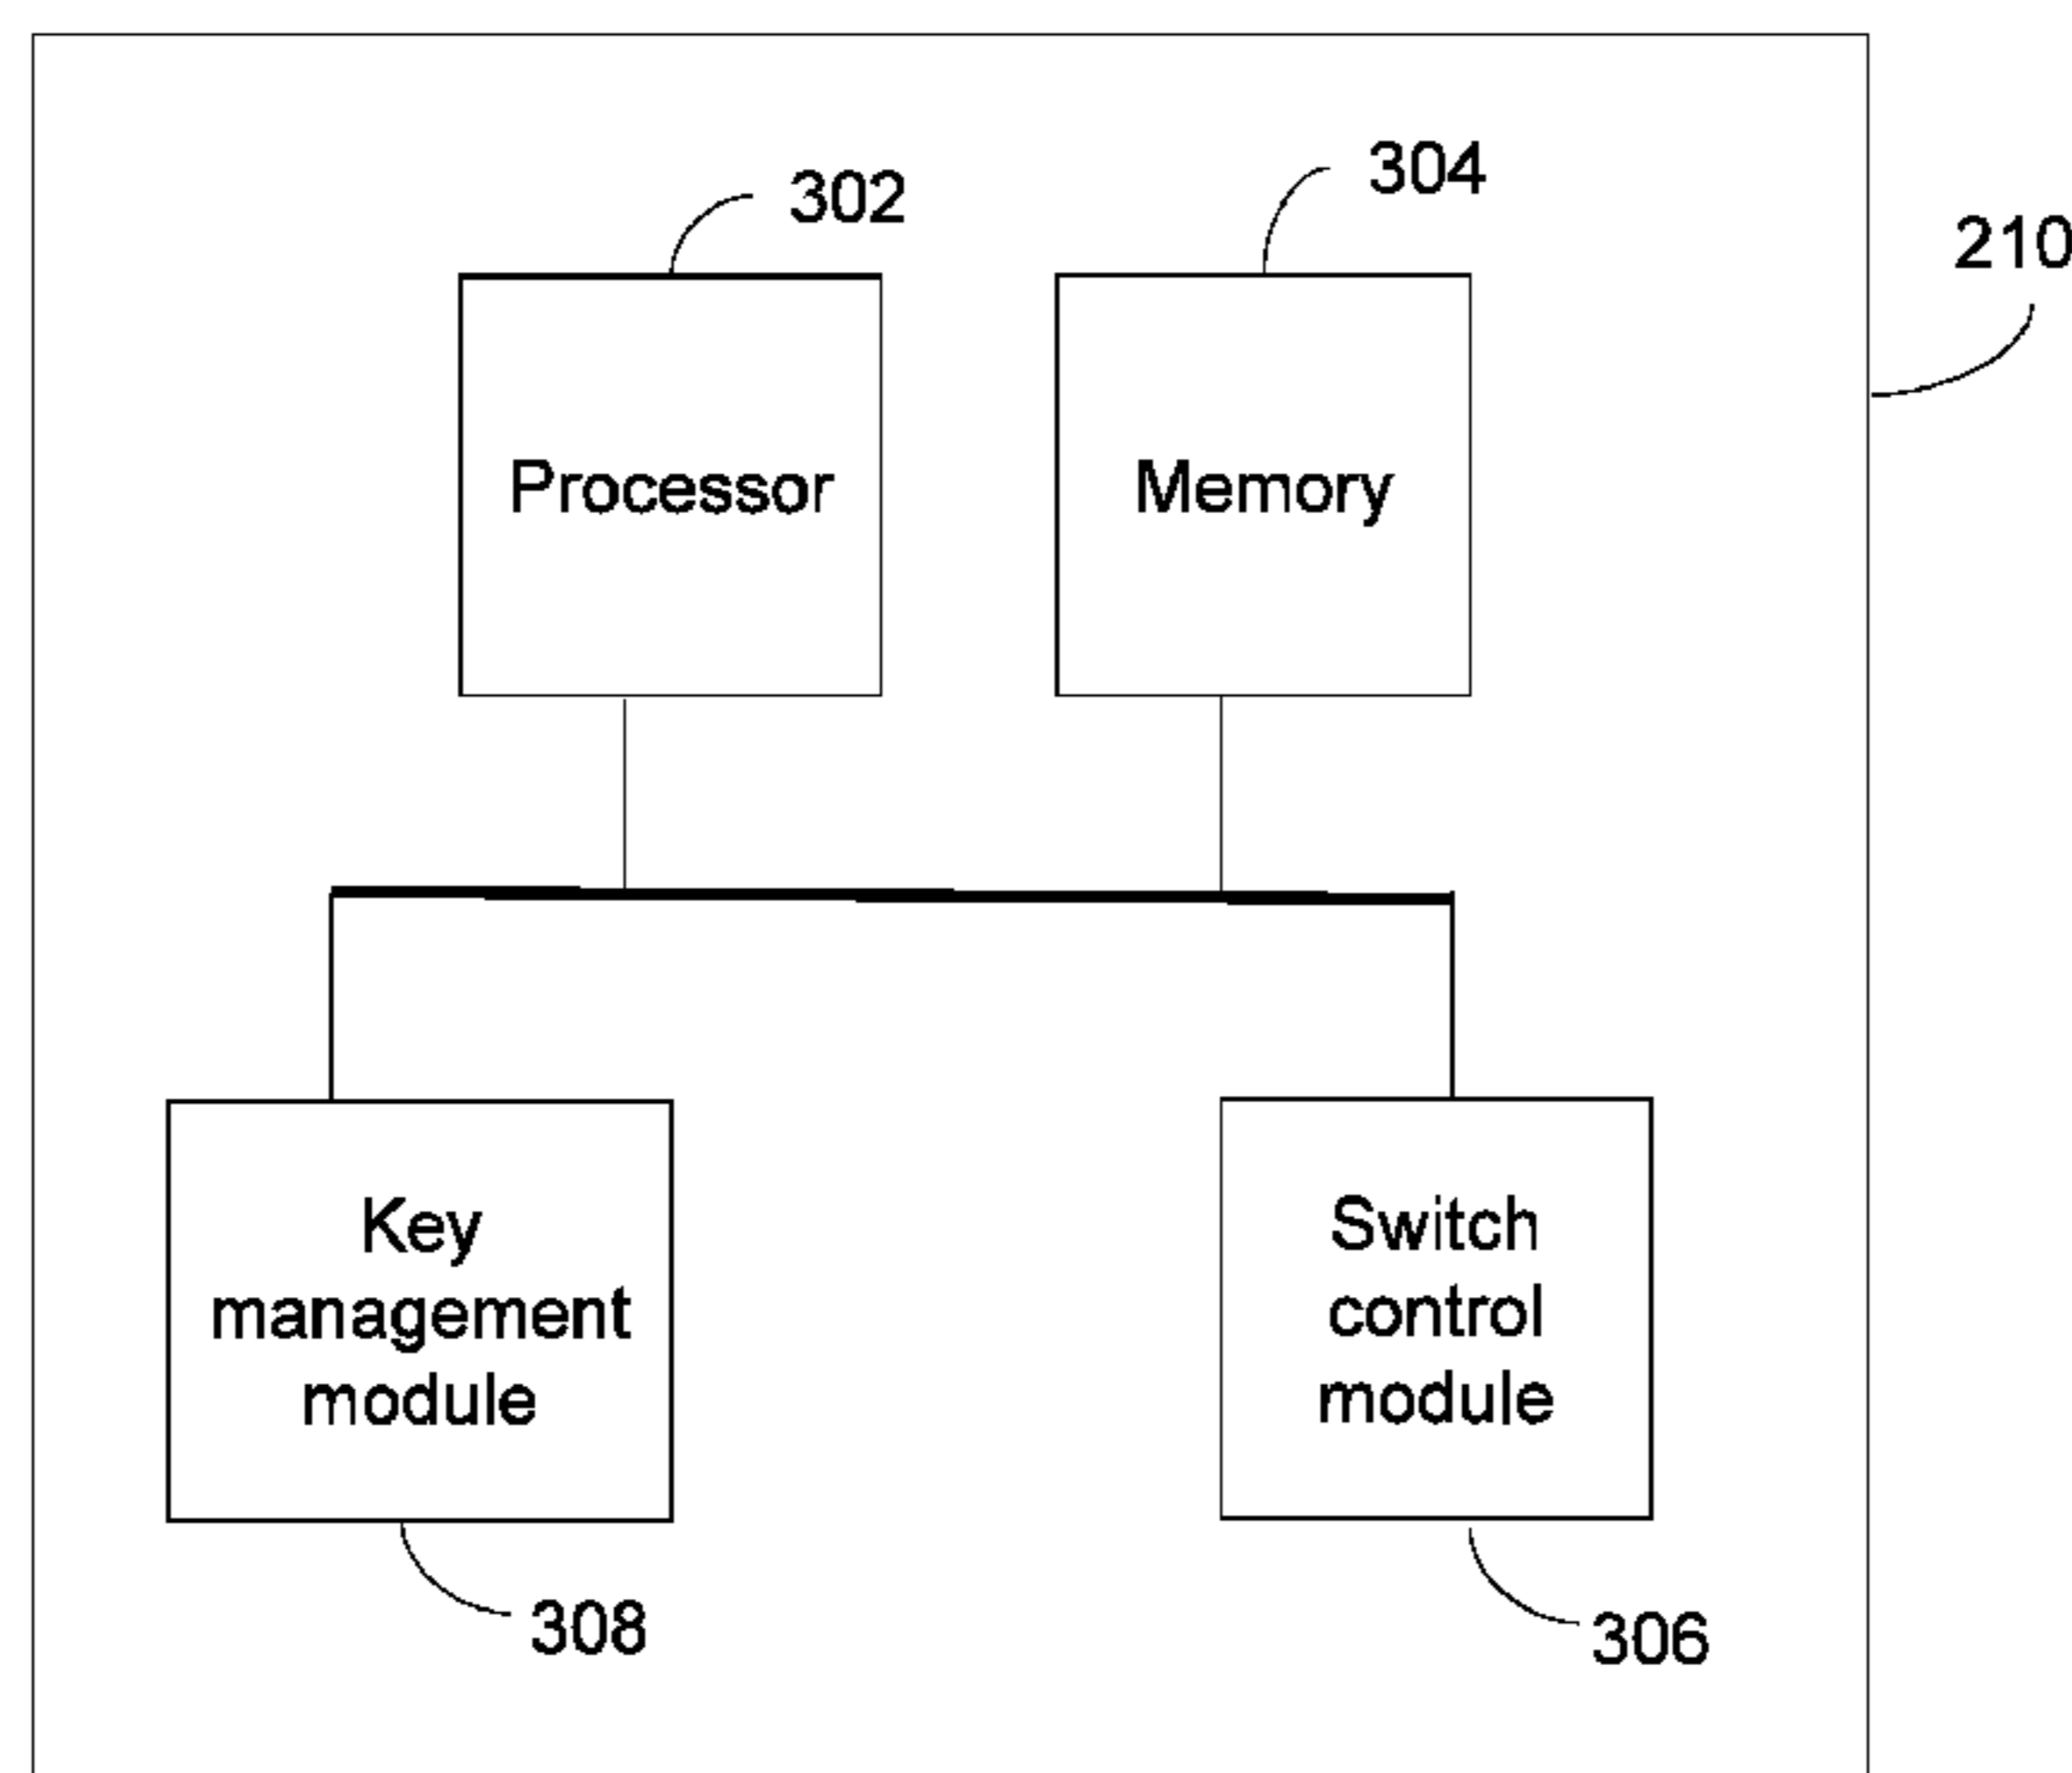 304
302
210
Processor
Memory
Key
management
module
Switch
control
module
308
306